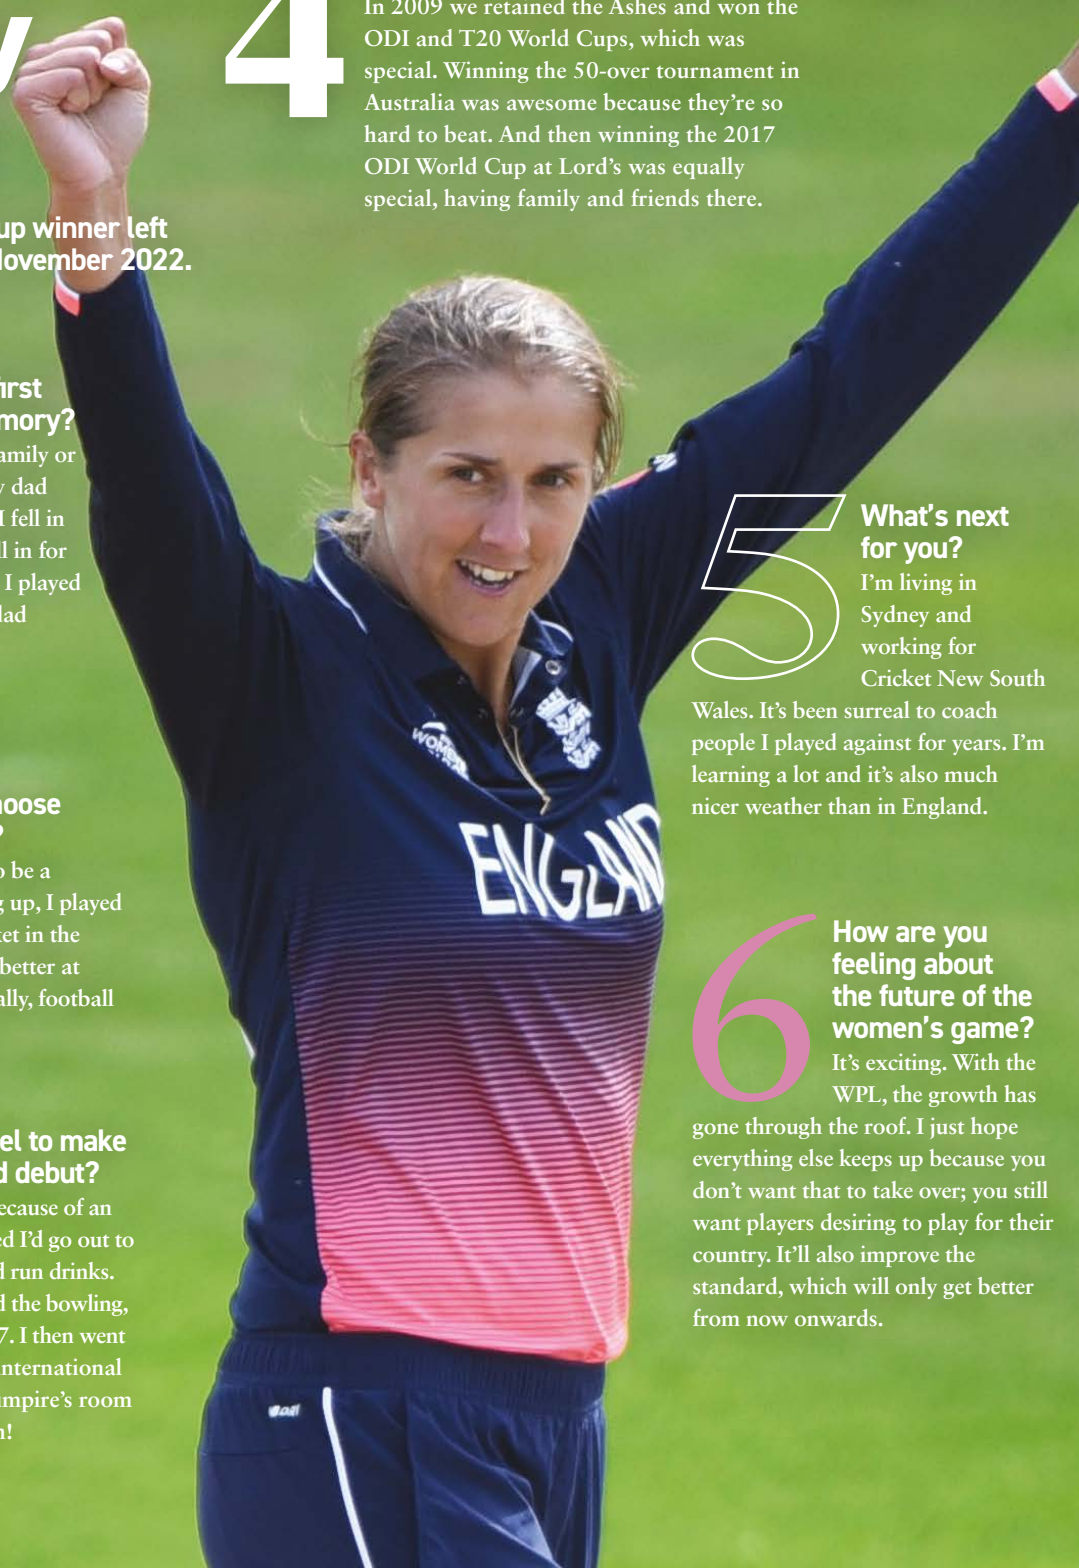 y
up winner left
November 2022.
first
mory?
amily or
y dad
I fell in
ll in for
I played
dad
hoose
?
o be a
g up, I played
ket in the
better at
ally, football
el to make
d debut?
ecause of an
ed I'd go out to
d run drinks.
d the bowling,
7. I then went
international
umpire's room
n!
4
In 2009 we retained the Ashes and won the
ODI and T20 World Cups, which was
special. Winning the 50-over tournament in
Australia was awesome because they're so
hard to beat. And then winning the 2017
ODI World Cup at Lord's was equally
special, having family and friends there.
WOMEN'S
ENGLAND
5
What's next
for you?
I'm living in
Sydney and
working for
Cricket New South
Wales. It's been surreal to coach
people I played against for years. I'm
learning a lot and it's also much
nicer weather than in England.
6
How are you
feeling about
the future of the
women's game?
It's exciting. With the
WPL, the growth has
gone through the roof. I just hope
everything else keeps up because you
don't want that to take over; you still
want players desiring to play for their
country. It'll also improve the
standard, which will only get better
from now onwards.